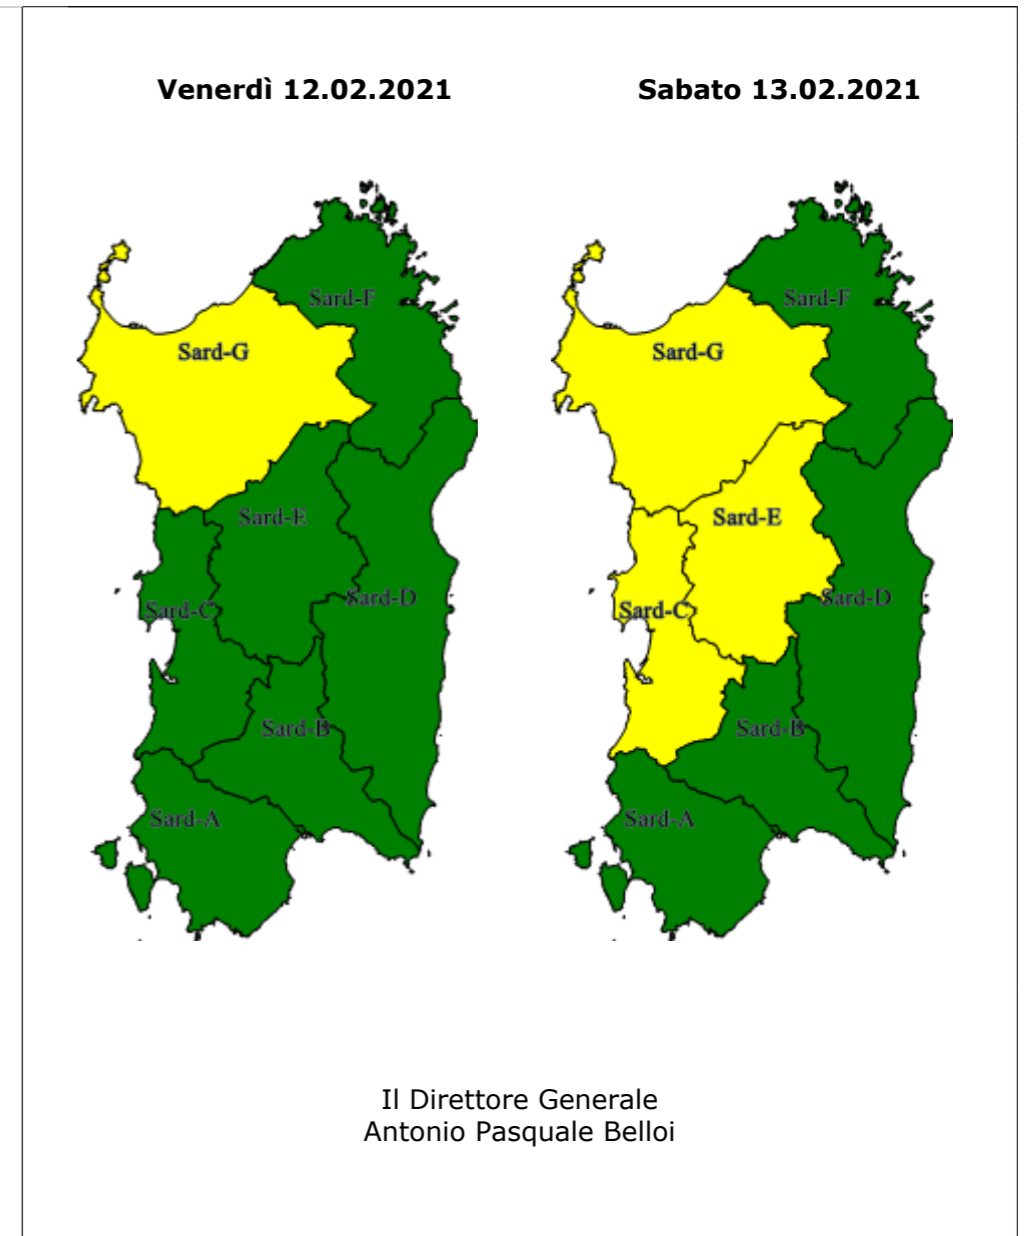 Venerdì 12.02.2021
Sabato 13.02.2021
Sard-F
Sard-G
Sard-E
Sard-D
Sard-C
Sard-B
Sard-A
Sard-F
Sard-G
Sard-E
Sard-D
Sard-C
Sard-B
Sard-A
Il Direttore Generale
Antonio Pasquale Belloi